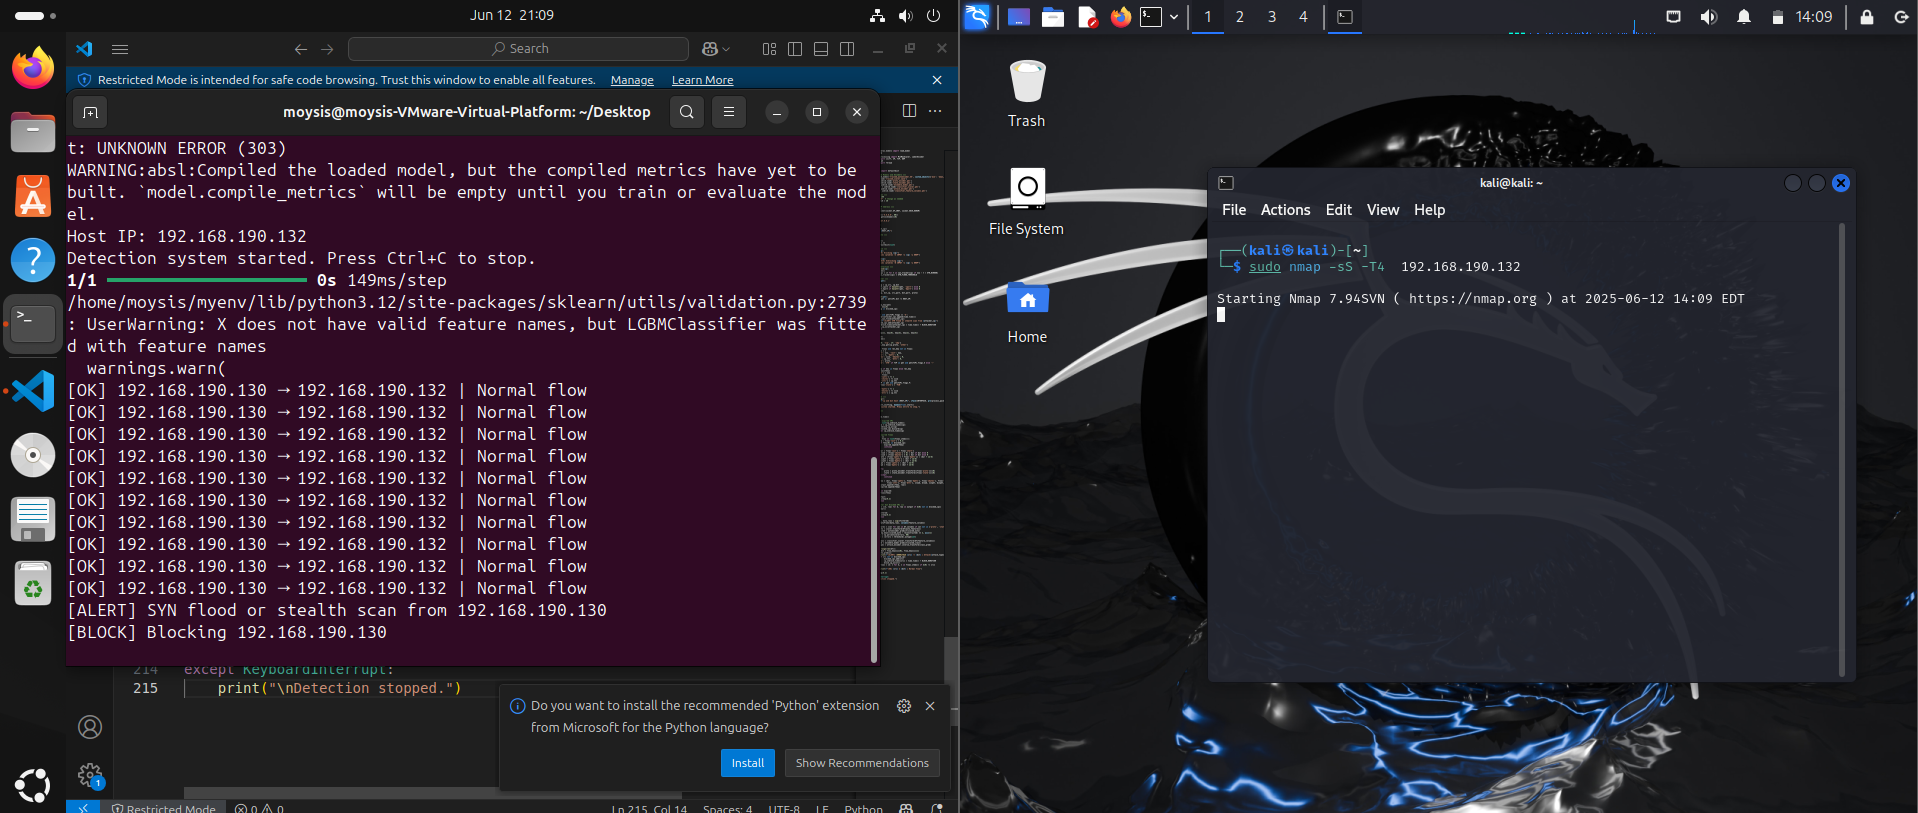 Jun 12 21:09
Search
Restricted Mode is intended for safe code browsing. Trust this window to enable all features. Manage Learn More
moysis@moysis-VMware-Virtual-Platform: ~/Desktop
t: UNKNOWN ERROR (303)
WARNING:absl:Compiled the loaded model, but the compiled metrics have yet to be
built. `model.compile_metrics` will be empty until you train or evaluate the mod
el.
Host IP: 192.168.190.132
Detection system started. Press Ctrl+C to stop.
1/1 ━━━━━━━━━━━━━━━━━━━━ 0s 149ms/step
/home/moysis/myenv/lib/python3.12/site-packages/sklearn/utils/validation.py:2739
: UserWarning: X does not have valid feature names, but LGBMClassifier was fitte
d with feature names
warnings.warn(
[OK] 192.168.190.130 → 192.168.190.132 | Normal flow
[OK] 192.168.190.130 → 192.168.190.132 | Normal flow
[OK] 192.168.190.130 → 192.168.190.132 | Normal flow
[OK] 192.168.190.130 → 192.168.190.132 | Normal flow
[OK] 192.168.190.130 → 192.168.190.132 | Normal flow
[OK] 192.168.190.130 → 192.168.190.132 | Normal flow
[OK] 192.168.190.130 → 192.168.190.132 | Normal flow
[OK] 192.168.190.130 → 192.168.190.132 | Normal flow
[OK] 192.168.190.130 → 192.168.190.132 | Normal flow
[OK] 192.168.190.130 → 192.168.190.132 | Normal flow
[ALERT] SYN flood or stealth scan from 192.168.190.130
[BLOCK] Blocking 192.168.190.130
214 except KeyboardInterrupt:
215 print("\nDetection stopped.")
Do you want to install the recommended 'Python' extension
from Microsoft for the Python language?
Install Show Recommendations
1
Restricted Mode 0 0 Ln 215, Col 14 Spaces: 4 UTF-8 LF Python
1 2 3 4 14:09
Trash
File System
Home
kali@kali: ~
File Actions Edit View Help
┌──(kali㉿kali)-[~]
└─$ sudo nmap -sS -T4 192.168.190.132
Starting Nmap 7.94SVN ( https://nmap.org ) at 2025-06-12 14:09 EDT